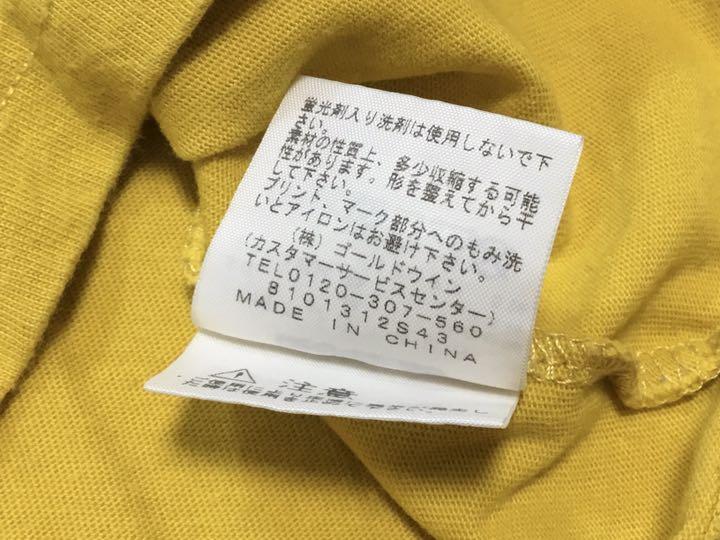 蛍光剤入り洗剤は使用しないで下
さい。
素材の性質上、多少収縮する可能
性があります。形を整えてから干
して下さい。
プリント、マーク部分へのもみ洗
いとアイロンはお避け下さい。
(株)ゴールドウイン
(カスタマーサービスセンター)
TEL0120-307-560
8101312S43
MADE IN CHINA
注意